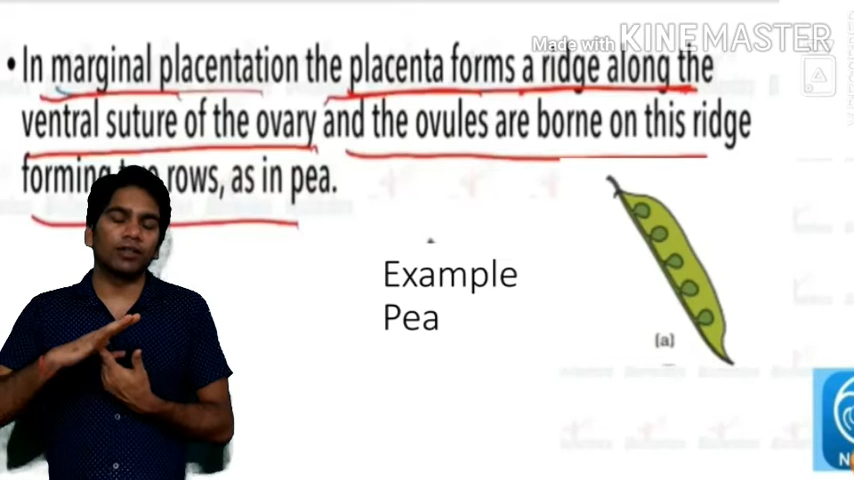 Made with KINEMASTER
• In marginal placentation the placenta forms a ridge along the
ventral suture of the ovary and the ovules are borne on this ridge
forming two rows, as in pea.
Example
Pea
(a)
N